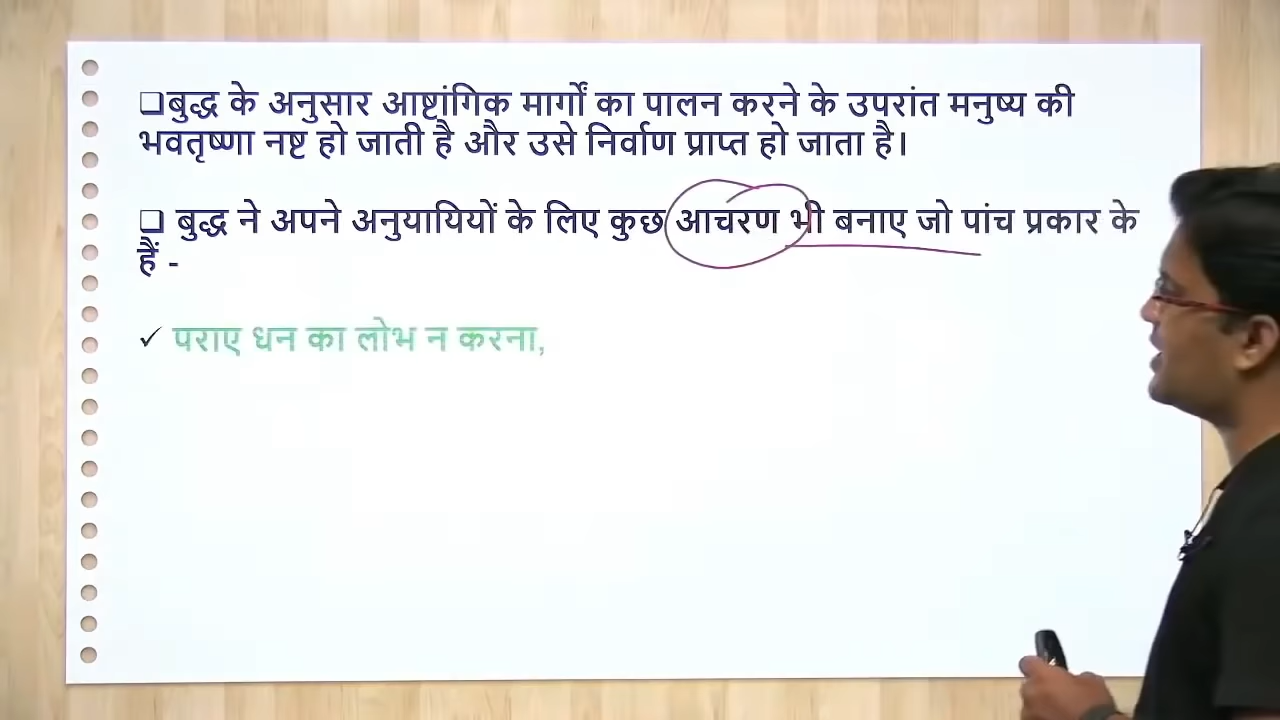 ❑बुद्ध के अनुसार आष्टांगिक मार्गों का पालन करने के उपरांत मनुष्य की
भवतृष्णा नष्ट हो जाती है और उसे निर्वाण प्राप्त हो जाता है।
❑ बुद्ध ने अपने अनुयायियों के लिए कुछ आचरण भी बनाए जो पांच प्रकार के
हैं -
✓ पराए धन का लोभ न करना,